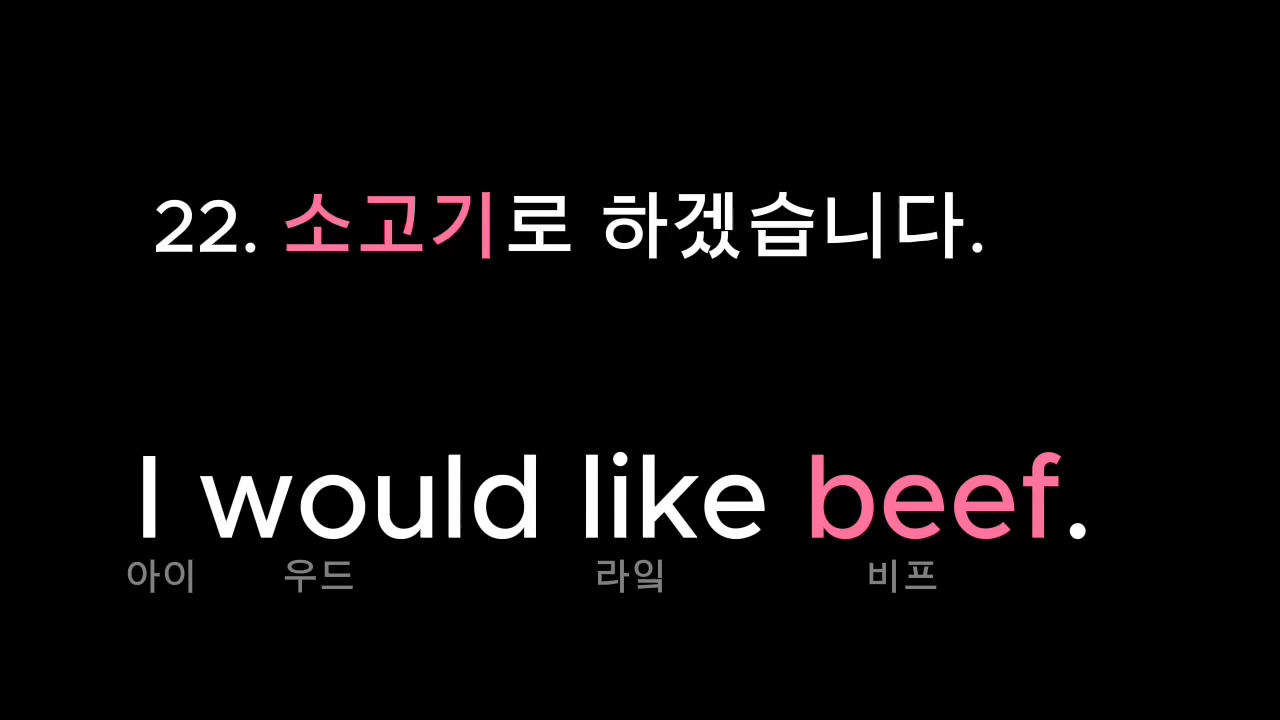 22. 소고기로 하겠습니다.
I would like beef.
아이 우드 라잌 비프